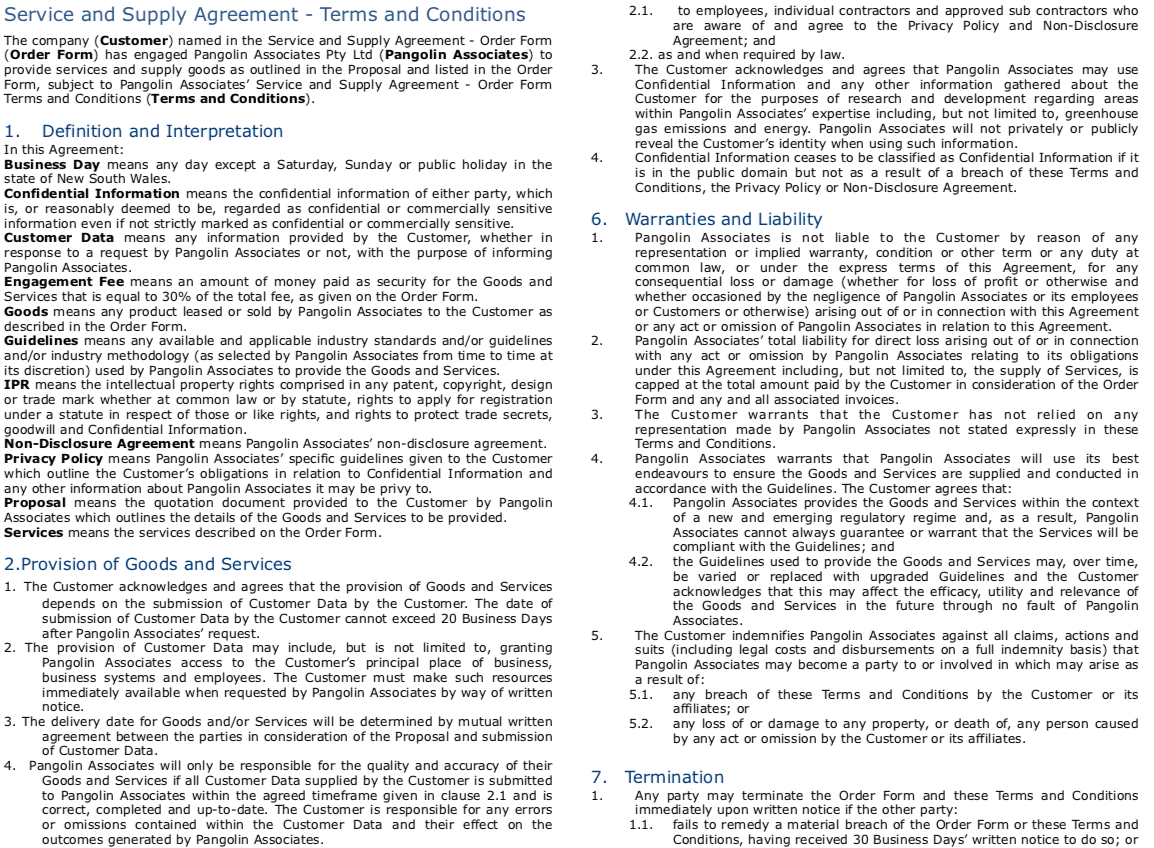 Service and Supply Agreement - Terms and Conditions
The company (Customer) named in the Service and Supply Agreement - Order Form
(Order Form) has engaged Pangolin Associates Pty Ltd (Pangolin Associates) to
provide services and supply goods as outlined in the Proposal and listed in the Order
Form, subject to Pangolin Associates’ Service and Supply Agreement - Order Form
Terms and Conditions (Terms and Conditions).
1. Definition and Interpretation
In this Agreement:
Business Day means any day except a Saturday, Sunday or public holiday in the
state of New South Wales.
Confidential Information means the confidential information of either party, which
is, or reasonably deemed to be, regarded as confidential or commercially sensitive
information even if not strictly marked as confidential or commercially sensitive.
Customer Data means any information provided by the Customer, whether in
response to a request by Pangolin Associates or not, with the purpose of informing
Pangolin Associates.
Engagement Fee means an amount of money paid as security for the Goods and
Services that is equal to 30% of the total fee, as given on the Order Form.
Goods means any product leased or sold by Pangolin Associates to the Customer as
described in the Order Form.
Guidelines means any available and applicable industry standards and/or guidelines
and/or industry methodology (as selected by Pangolin Associates from time to time at
its discretion) used by Pangolin Associates to provide the Goods and Services.
IPR means the intellectual property rights comprised in any patent, copyright, design
or trade mark whether at common law or by statute, rights to apply for registration
under a statute in respect of those or like rights, and rights to protect trade secrets,
goodwill and Confidential Information.
Non-Disclosure Agreement means Pangolin Associates’ non-disclosure agreement.
Privacy Policy means Pangolin Associates’ specific guidelines given to the Customer
which outline the Customer’s obligations in relation to Confidential Information and
any other information about Pangolin Associates it may be privy to.
Proposal means the quotation document provided to the Customer by Pangolin
Associates which outlines the details of the Goods and Services to be provided.
Services means the services described on the Order Form.
2.Provision of Goods and Services
1. The Customer acknowledges and agrees that the provision of Goods and Services
depends on the submission of Customer Data by the Customer. The date of
submission of Customer Data by the Customer cannot exceed 20 Business Days
after Pangolin Associates’ request.
2. The provision of Customer Data may include, but is not limited to, granting
Pangolin Associates access to the Customer’s principal place of business,
business systems and employees. The Customer must make such resources
immediately available when requested by Pangolin Associates by way of written
notice.
3. The delivery date for Goods and/or Services will be determined by mutual written
agreement between the parties in consideration of the Proposal and submission
of Customer Data.
4. Pangolin Associates will only be responsible for the quality and accuracy of their
Goods and Services if all Customer Data supplied by the Customer is submitted
to Pangolin Associates within the agreed timeframe given in clause 2.1 and is
correct, completed and up-to-date. The Customer is responsible for any errors
or omissions contained within the Customer Data and their effect on the
outcomes generated by Pangolin Associates.
2.1. to employees, individual contractors and approved sub contractors who
are aware of and agree to the Privacy Policy and Non-Disclosure
Agreement; and
2.2. as and when required by law.
3. The Customer acknowledges and agrees that Pangolin Associates may use
Confidential Information and any other information gathered about the
Customer for the purposes of research and development regarding areas
within Pangolin Associates’ expertise including, but not limited to, greenhouse
gas emissions and energy. Pangolin Associates will not privately or publicly
reveal the Customer’s identity when using such information.
4. Confidential Information ceases to be classified as Confidential Information if it
is in the public domain but not as a result of a breach of these Terms and
Conditions, the Privacy Policy or Non-Disclosure Agreement.
6. Warranties and Liability
1. Pangolin Associates is not liable to the Customer by reason of any
representation or implied warranty, condition or other term or any duty at
common law, or under the express terms of this Agreement, for any
consequential loss or damage (whether for loss of profit or otherwise and
whether occasioned by the negligence of Pangolin Associates or its employees
or Customers or otherwise) arising out of or in connection with this Agreement
or any act or omission of Pangolin Associates in relation to this Agreement.
2. Pangolin Associates’ total liability for direct loss arising out of or in connection
with any act or omission by Pangolin Associates relating to its obligations
under this Agreement including, but not limited to, the supply of Services, is
capped at the total amount paid by the Customer in consideration of the Order
Form and any and all associated invoices.
3. The Customer warrants that the Customer has not relied on any
representation made by Pangolin Associates not stated expressly in these
Terms and Conditions.
4. Pangolin Associates warrants that Pangolin Associates will use its best
endeavours to ensure the Goods and Services are supplied and conducted in
accordance with the Guidelines. The Customer agrees that:
4.1. Pangolin Associates provides the Goods and Services within the context
of a new and emerging regulatory regime and, as a result, Pangolin
Associates cannot always guarantee or warrant that the Services will be
compliant with the Guidelines; and
4.2. the Guidelines used to provide the Goods and Services may, over time,
be varied or replaced with upgraded Guidelines and the Customer
acknowledges that this may affect the efficacy, utility and relevance of
the Goods and Services in the future through no fault of Pangolin
Associates.
5. The Customer indemnifies Pangolin Associates against all claims, actions and
suits (including legal costs and disbursements on a full indemnity basis) that
Pangolin Associates may become a party to or involved in which may arise as
a result of:
5.1. any breach of these Terms and Conditions by the Customer or its
affiliates; or
5.2. any loss of or damage to any property, or death of, any person caused
by any act or omission by the Customer or its affiliates.
7. Termination
1. Any party may terminate the Order Form and these Terms and Conditions
immediately upon written notice if the other party:
1.1. fails to remedy a material breach of the Order Form or these Terms and
Conditions, having received 30 Business Days’ written notice to do so; or